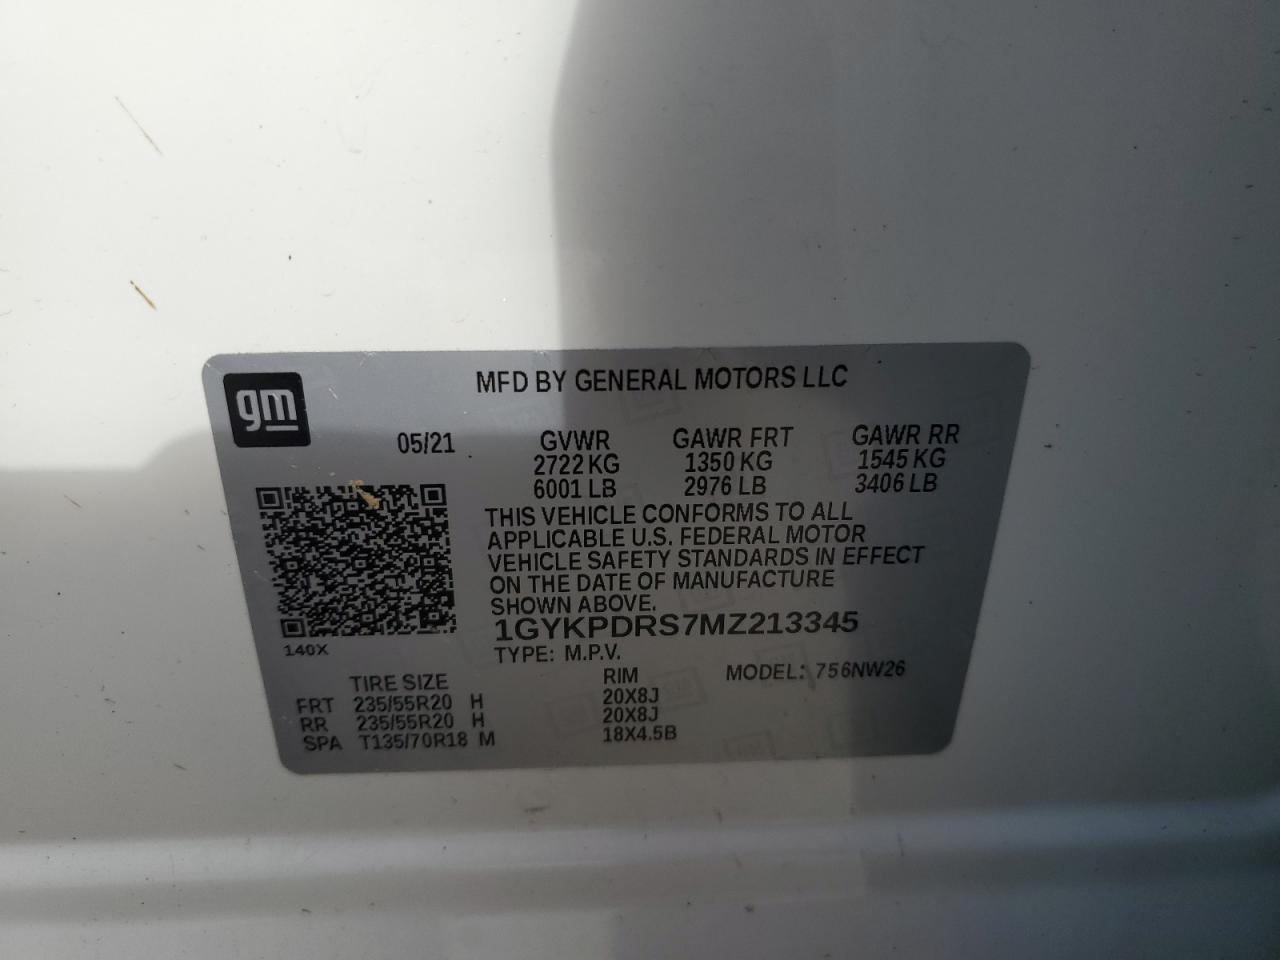 gm
MFD BY GENERAL MOTORS LLC
05/21 GVWR GAWR FRT GAWR RR
2722 KG 1350 KG 1545 KG
6001 LB 2976 LB 3406 LB
THIS VEHICLE CONFORMS TO ALL
APPLICABLE U.S. FEDERAL MOTOR
VEHICLE SAFETY STANDARDS IN EFFECT
ON THE DATE OF MANUFACTURE
SHOWN ABOVE.
1GYKPDRS7MZ213345
140X
TYPE: M.P.V. MODEL: 756NW26
TIRE SIZE RIM
FRT 235/55R20 H 20X8J
RR 235/55R20 H 20X8J
SPA T135/70R18 M 18X4.5B